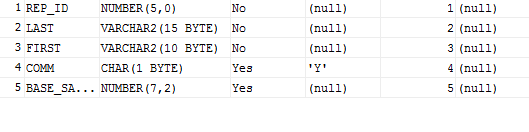 1 REP_ID NUMBER(5,0) No (null) 1 (null)
2 LAST VARCHAR2(15 BYTE) No (null) 2 (null)
3 FIRST VARCHAR2(10 BYTE) No (null) 3 (null)
4 COMM CHAR(1 BYTE) Yes 'Y' 4 (null)
5 BASE_SA... NUMBER(7,2) Yes (null) 5 (null)